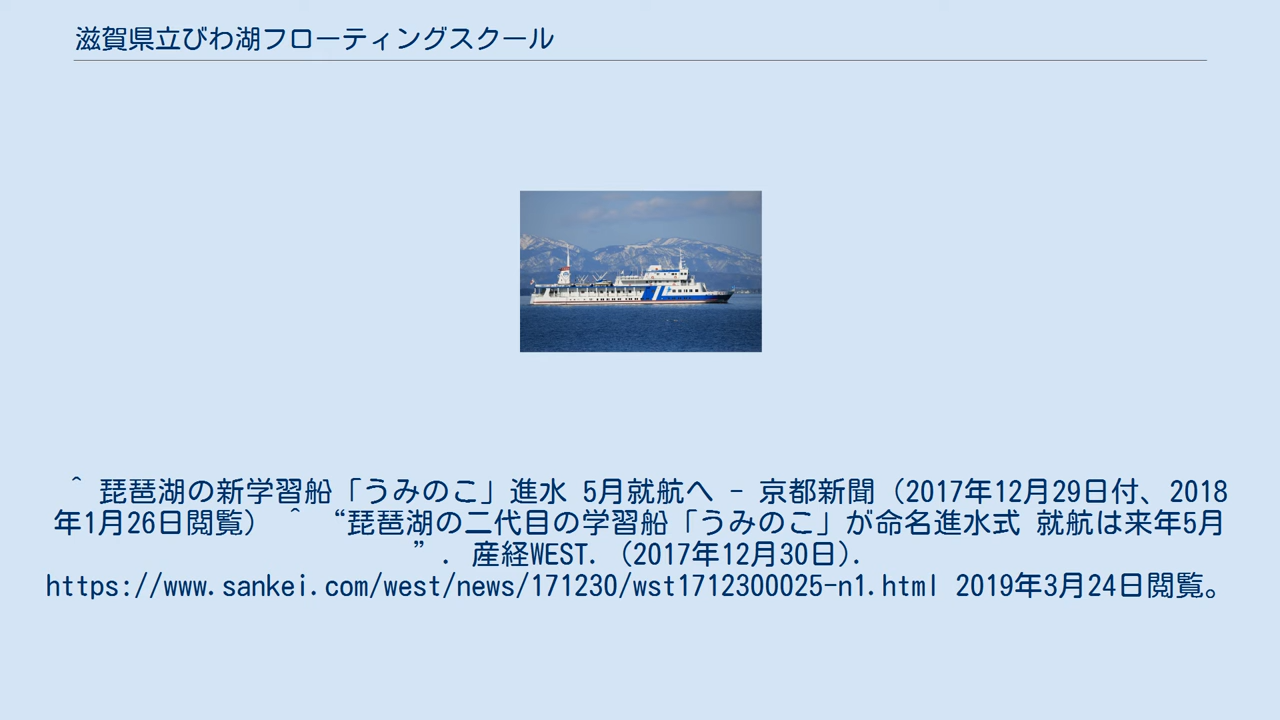 滋賀県立びわ湖フローティングスクール
^ 琵琶湖の新学習船「うみのこ」進水 5月就航へ - 京都新聞（2017年12月29日付、2018
年1月26日閲覧） ^ “琵琶湖の二代目の学習船「うみのこ」が命名進水式 就航は来年5月
”. 産経WEST. (2017年12月30日).
https://www.sankei.com/west/news/171230/wst1712300025-n1.html 2019年3月24日閲覧。